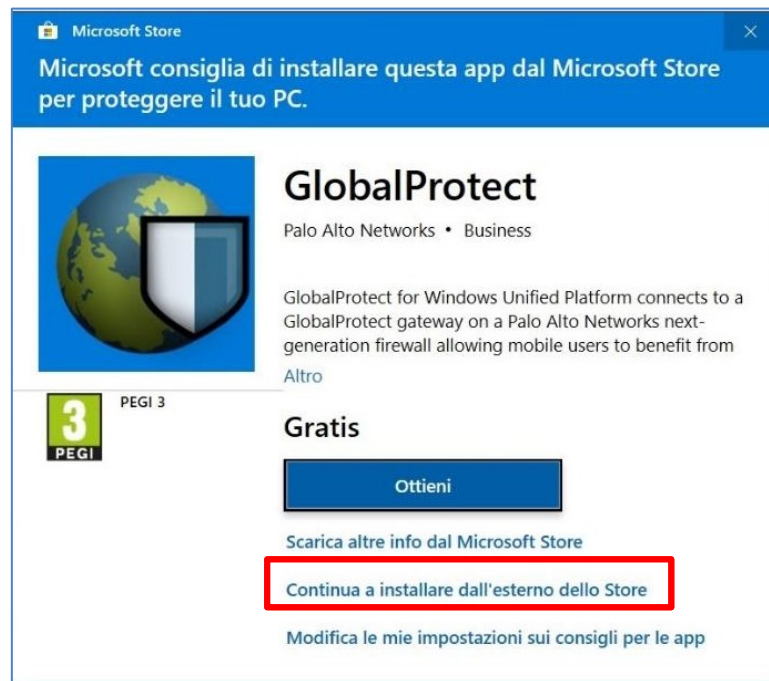 Microsoft Store
Microsoft consiglia di installare questa app dal Microsoft Store
per proteggere il tuo PC.
GlobalProtect
Palo Alto Networks • Business
GlobalProtect for Windows Unified Platform connects to a
GlobalProtect gateway on a Palo Alto Networks next-
generation firewall allowing mobile users to benefit from
Altro
3
PEGI
PEGI 3
Gratis
Ottieni
Scarica altre info dal Microsoft Store
Continua a installare dall'esterno dello Store
Modifica le mie impostazioni sui consigli per le app